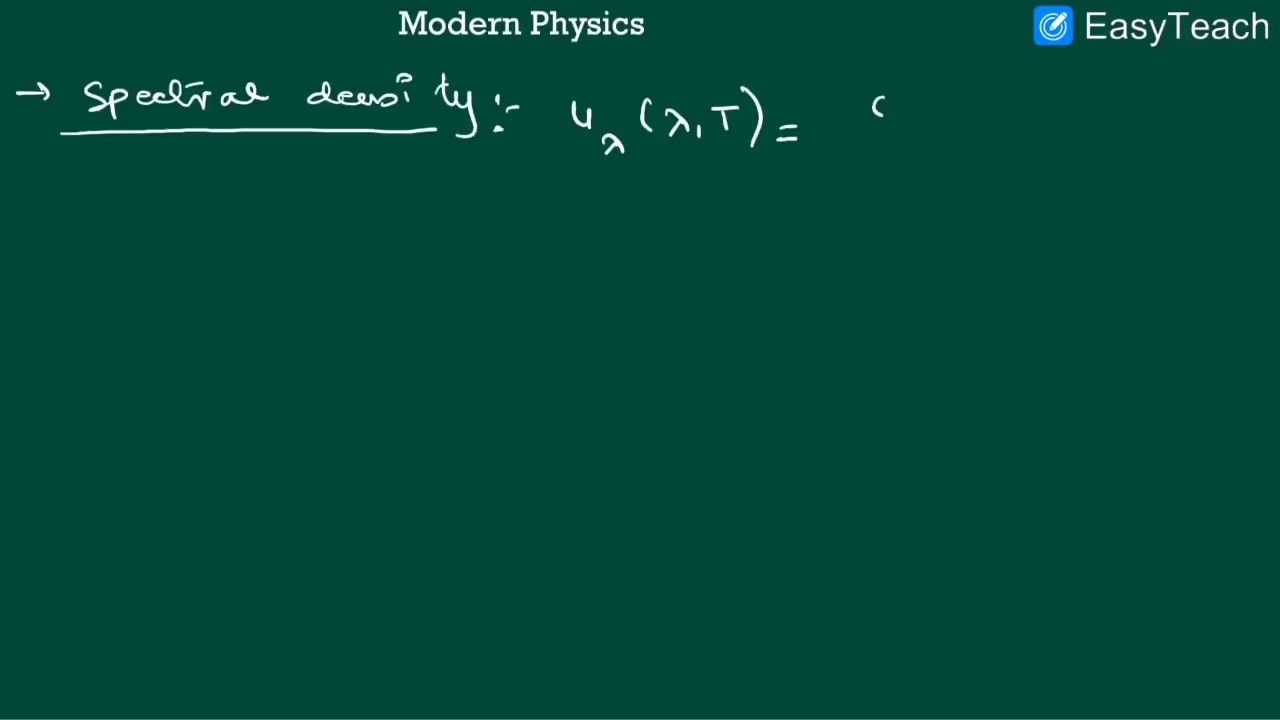 Modern Physics
EasyTeach
→ Spectral density :- u_λ (λ, T) =